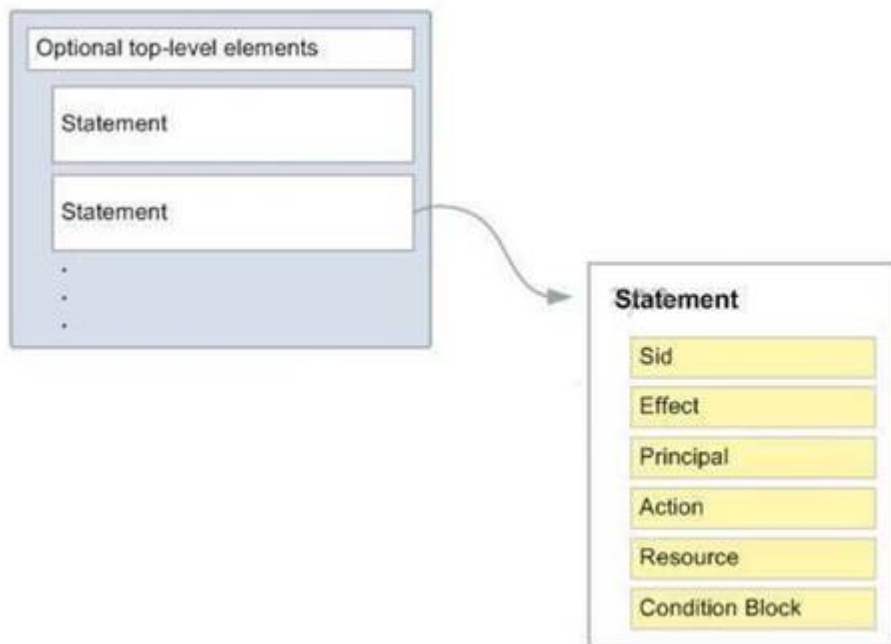 Optional top-level elements
Statement
Statement
.
.
.
Statement
Sid
Effect
Principal
Action
Resource
Condition Block